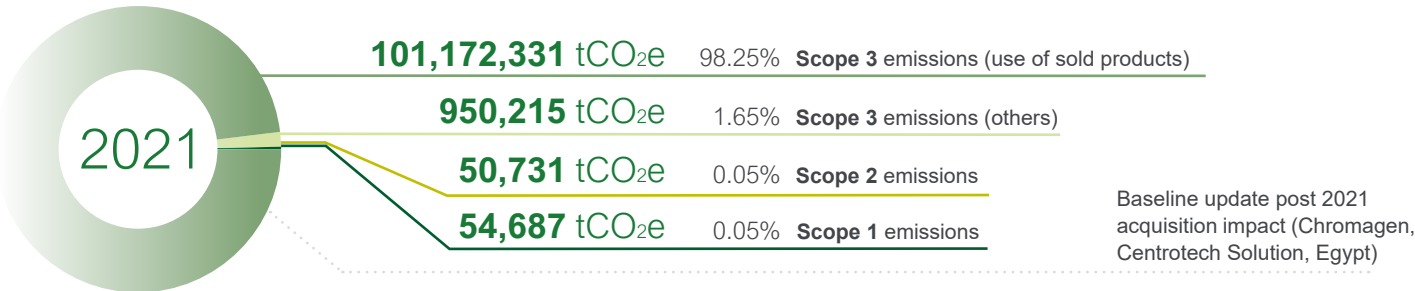 2021
101,172,331 tCO2e 98.25% Scope 3 emissions (use of sold products)
950,215 tCO2e 1.65% Scope 3 emissions (others)
50,731 tCO2e 0.05% Scope 2 emissions
54,687 tCO2e 0.05% Scope 1 emissions
Baseline update post 2021
acquisition impact (Chromagen,
Centrotech Solution, Egypt)